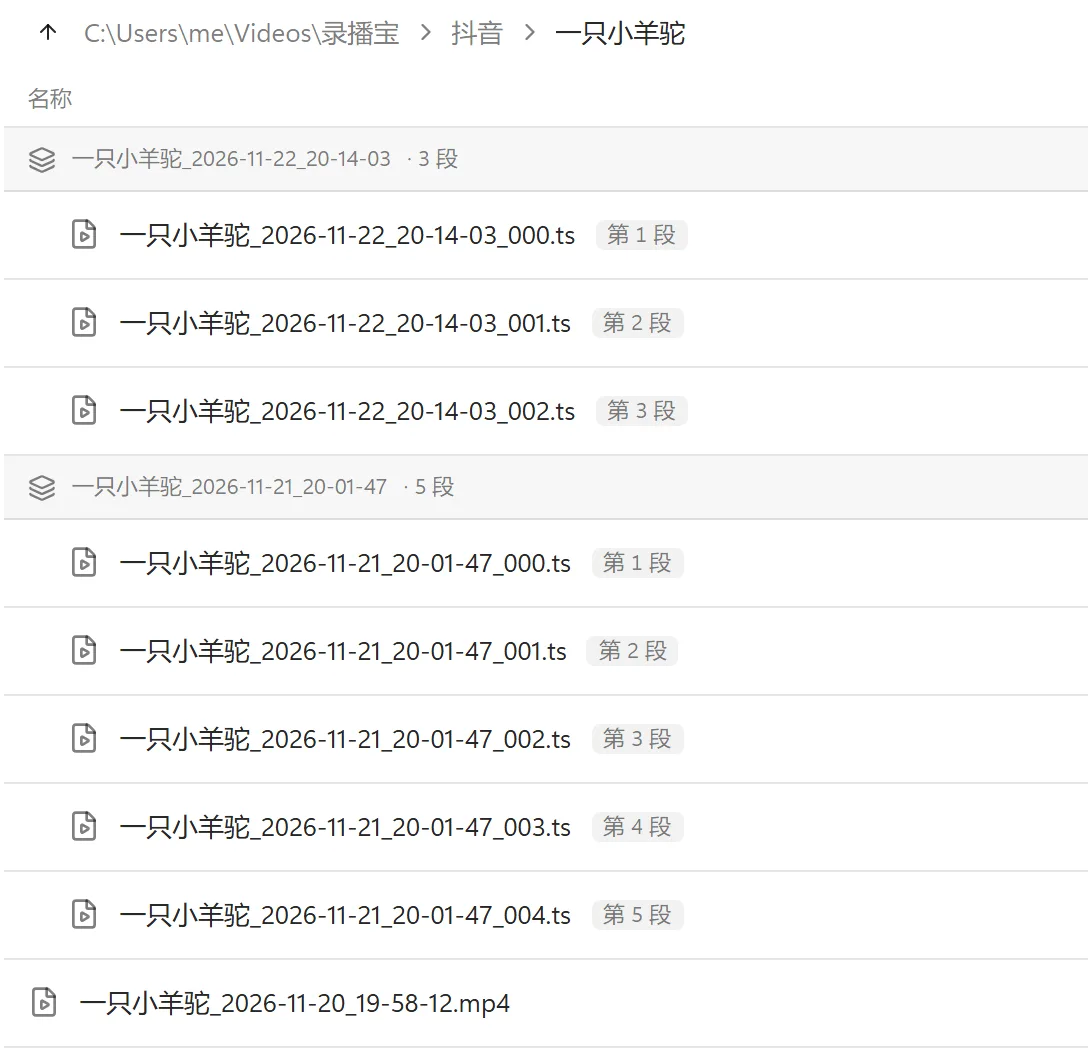 C:\Users\me\Videos\录播宝 > 抖音 > 一只小羊驼
名称
一只小羊驼_2026-11-22_20-14-03 · 3 段
一只小羊驼_2026-11-22_20-14-03_000.ts 第 1 段
一只小羊驼_2026-11-22_20-14-03_001.ts 第 2 段
一只小羊驼_2026-11-22_20-14-03_002.ts 第 3 段
一只小羊驼_2026-11-21_20-01-47 · 5 段
一只小羊驼_2026-11-21_20-01-47_000.ts 第 1 段
一只小羊驼_2026-11-21_20-01-47_001.ts 第 2 段
一只小羊驼_2026-11-21_20-01-47_002.ts 第 3 段
一只小羊驼_2026-11-21_20-01-47_003.ts 第 4 段
一只小羊驼_2026-11-21_20-01-47_004.ts 第 5 段
一只小羊驼_2026-11-20_19-58-12.mp4